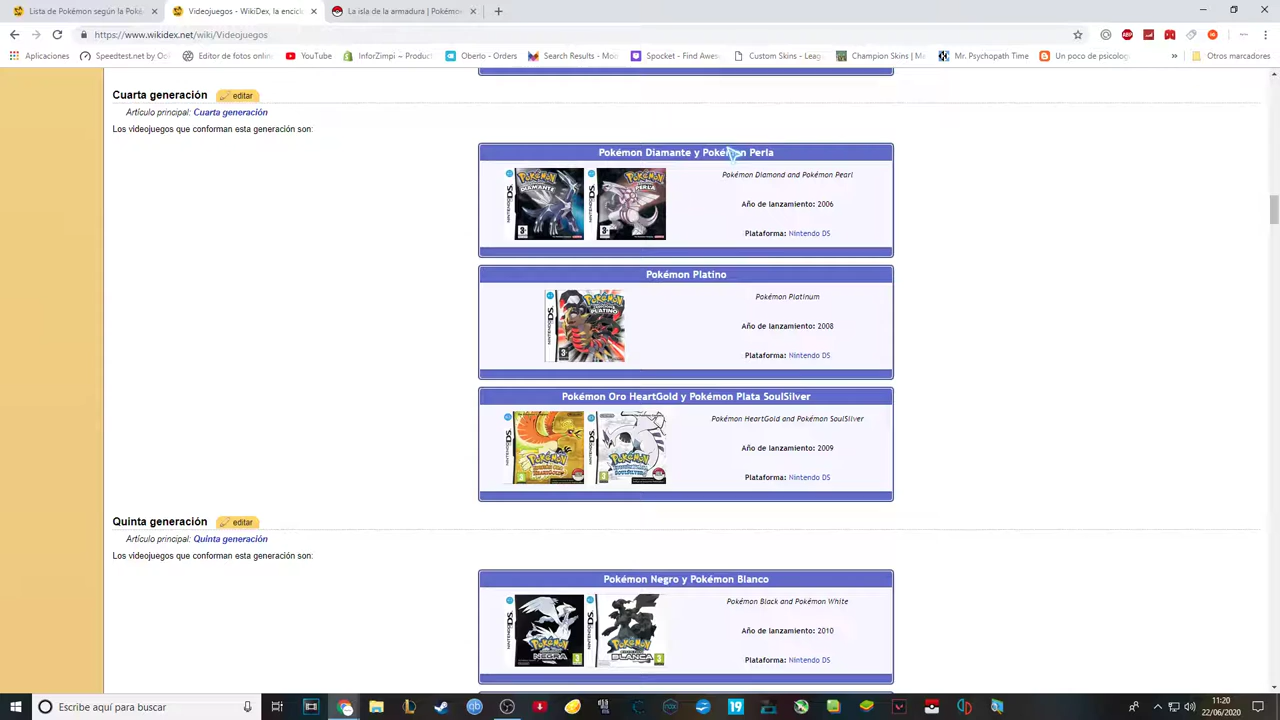 Lista de Pokémon según la Poké
Videojuegos - WikiDex, la encicl
La isla de la armadura | Pokémon
https://www.wikidex.net/wiki/Videojuegos
Aplicaciones
Speedtest.net by Oo
Editor de fotos onlin
YouTube
InforZimpi ~ Product
Oberlo - Orders
Search Results - Moo
Spocket - Find Awes
Custom Skins - Leag
Champion Skins | Me
Mr. Psychopath Time
Un poco de psicolog
»
Otros marcadores
Cuarta generación editar
Artículo principal: Cuarta generación
Los videojuegos que conforman esta generación son:
Pokémon Diamante y Pokémon Perla
Pokémon Diamond and Pokémon Pearl
Año de lanzamiento: 2006
Plataforma: Nintendo DS
Pokémon Platino
Pokémon Platinum
Año de lanzamiento: 2008
Plataforma: Nintendo DS
Pokémon Oro HeartGold y Pokémon Plata SoulSilver
Pokémon HeartGold and Pokémon SoulSilver
Año de lanzamiento: 2009
Plataforma: Nintendo DS
Quinta generación editar
Artículo principal: Quinta generación
Los videojuegos que conforman esta generación son:
Pokémon Negro y Pokémon Blanco
Pokémon Black and Pokémon White
Año de lanzamiento: 2010
Plataforma: Nintendo DS
Escribe aquí para buscar
11:20
22/06/2020